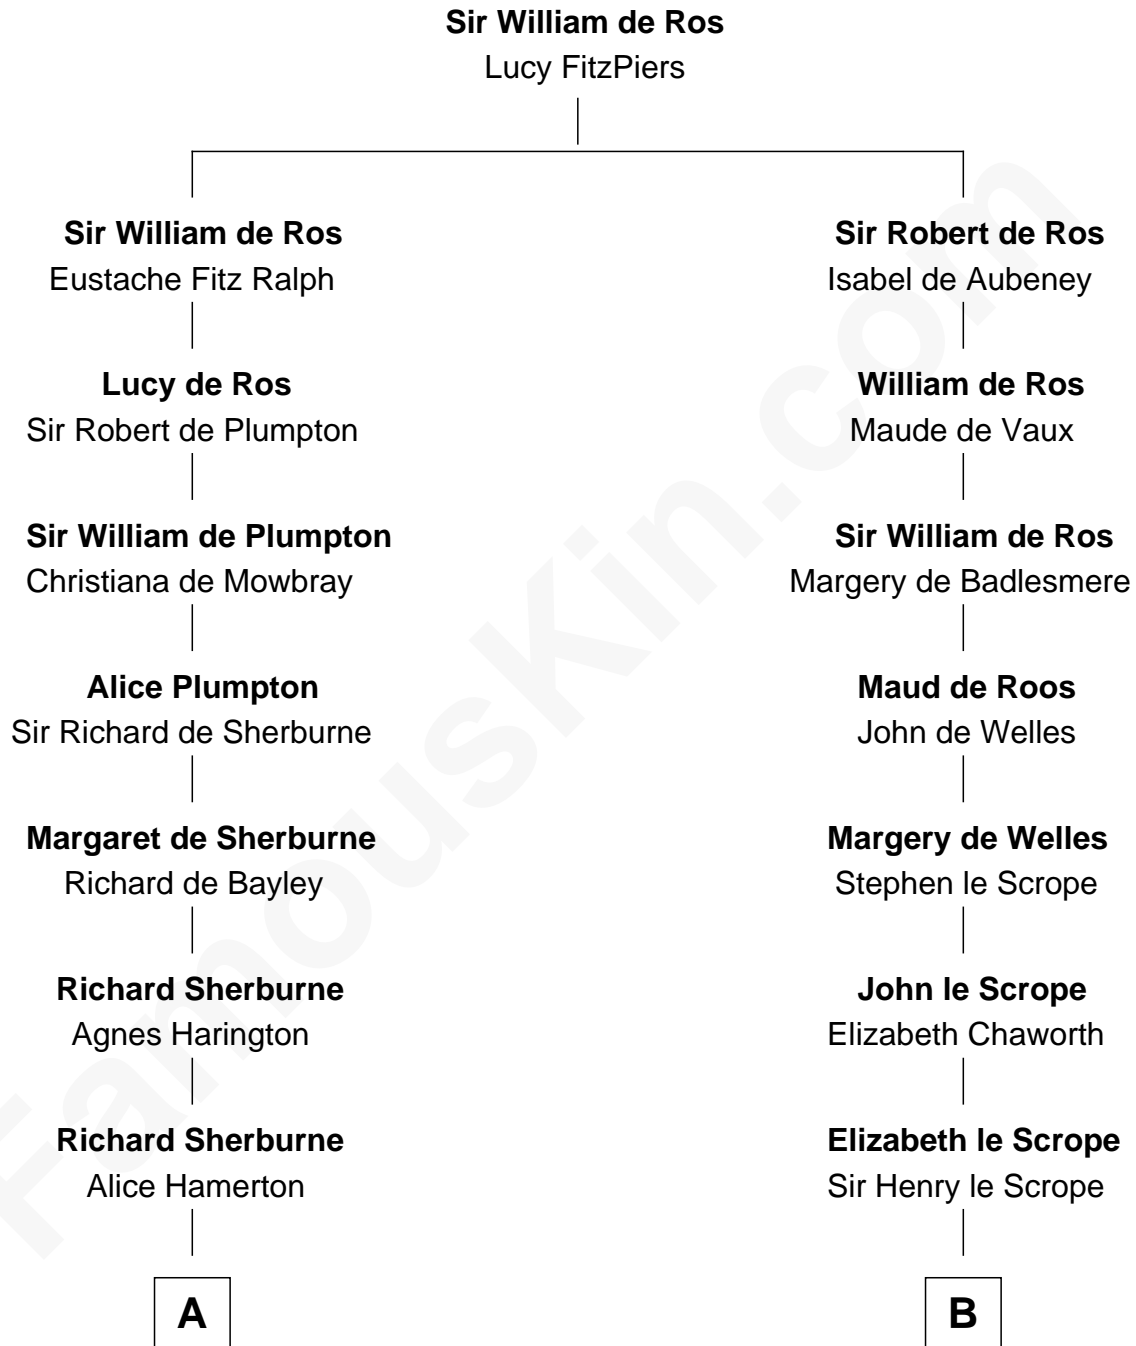 Sir William de Ros
Lucy FitzPiers
Sir William de Ros
Eustache Fitz Ralph
Sir Robert de Ros
Isabel de Aubeney
Lucy de Ros
Sir Robert de Plumpton
William de Ros
Maude de Vaux
Sir William de Plumpton
Christiana de Mowbray
Sir William de Ros
Margery de Badlesmere
Alice Plumpton
Sir Richard de Sherburne
Maud de Roos
John de Welles
Margaret de Sherburne
Richard de Bayley
Margery de Welles
Stephen le Scrope
Richard Sherburne
Agnes Harington
John le Scrope
Elizabeth Chaworth
Richard Sherburne
Alice Hamerton
Elizabeth le Scrope
Sir Henry le Scrope
A
B
FamousKin.com